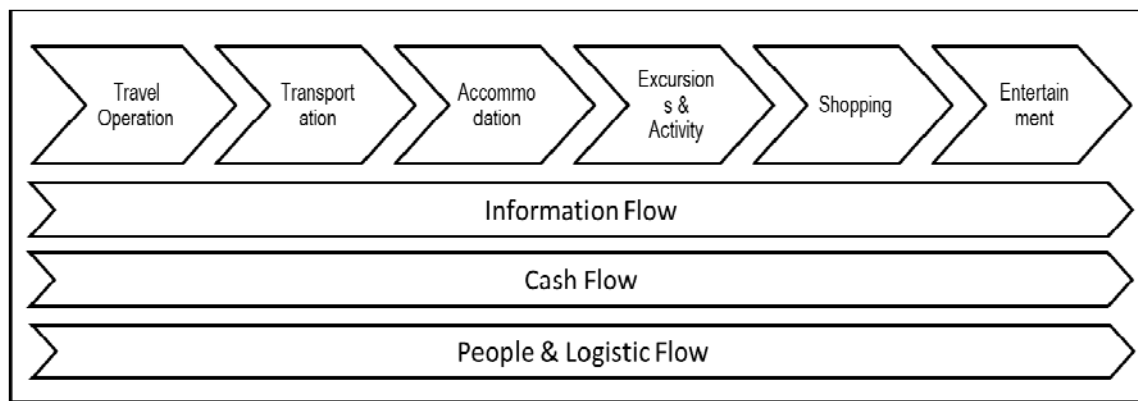 Travel
Operation
Transport
ation
Accommo
dation
Excursion
s &
Activity
Shopping
Entertain
ment
Information Flow
Cash Flow
People & Logistic Flow